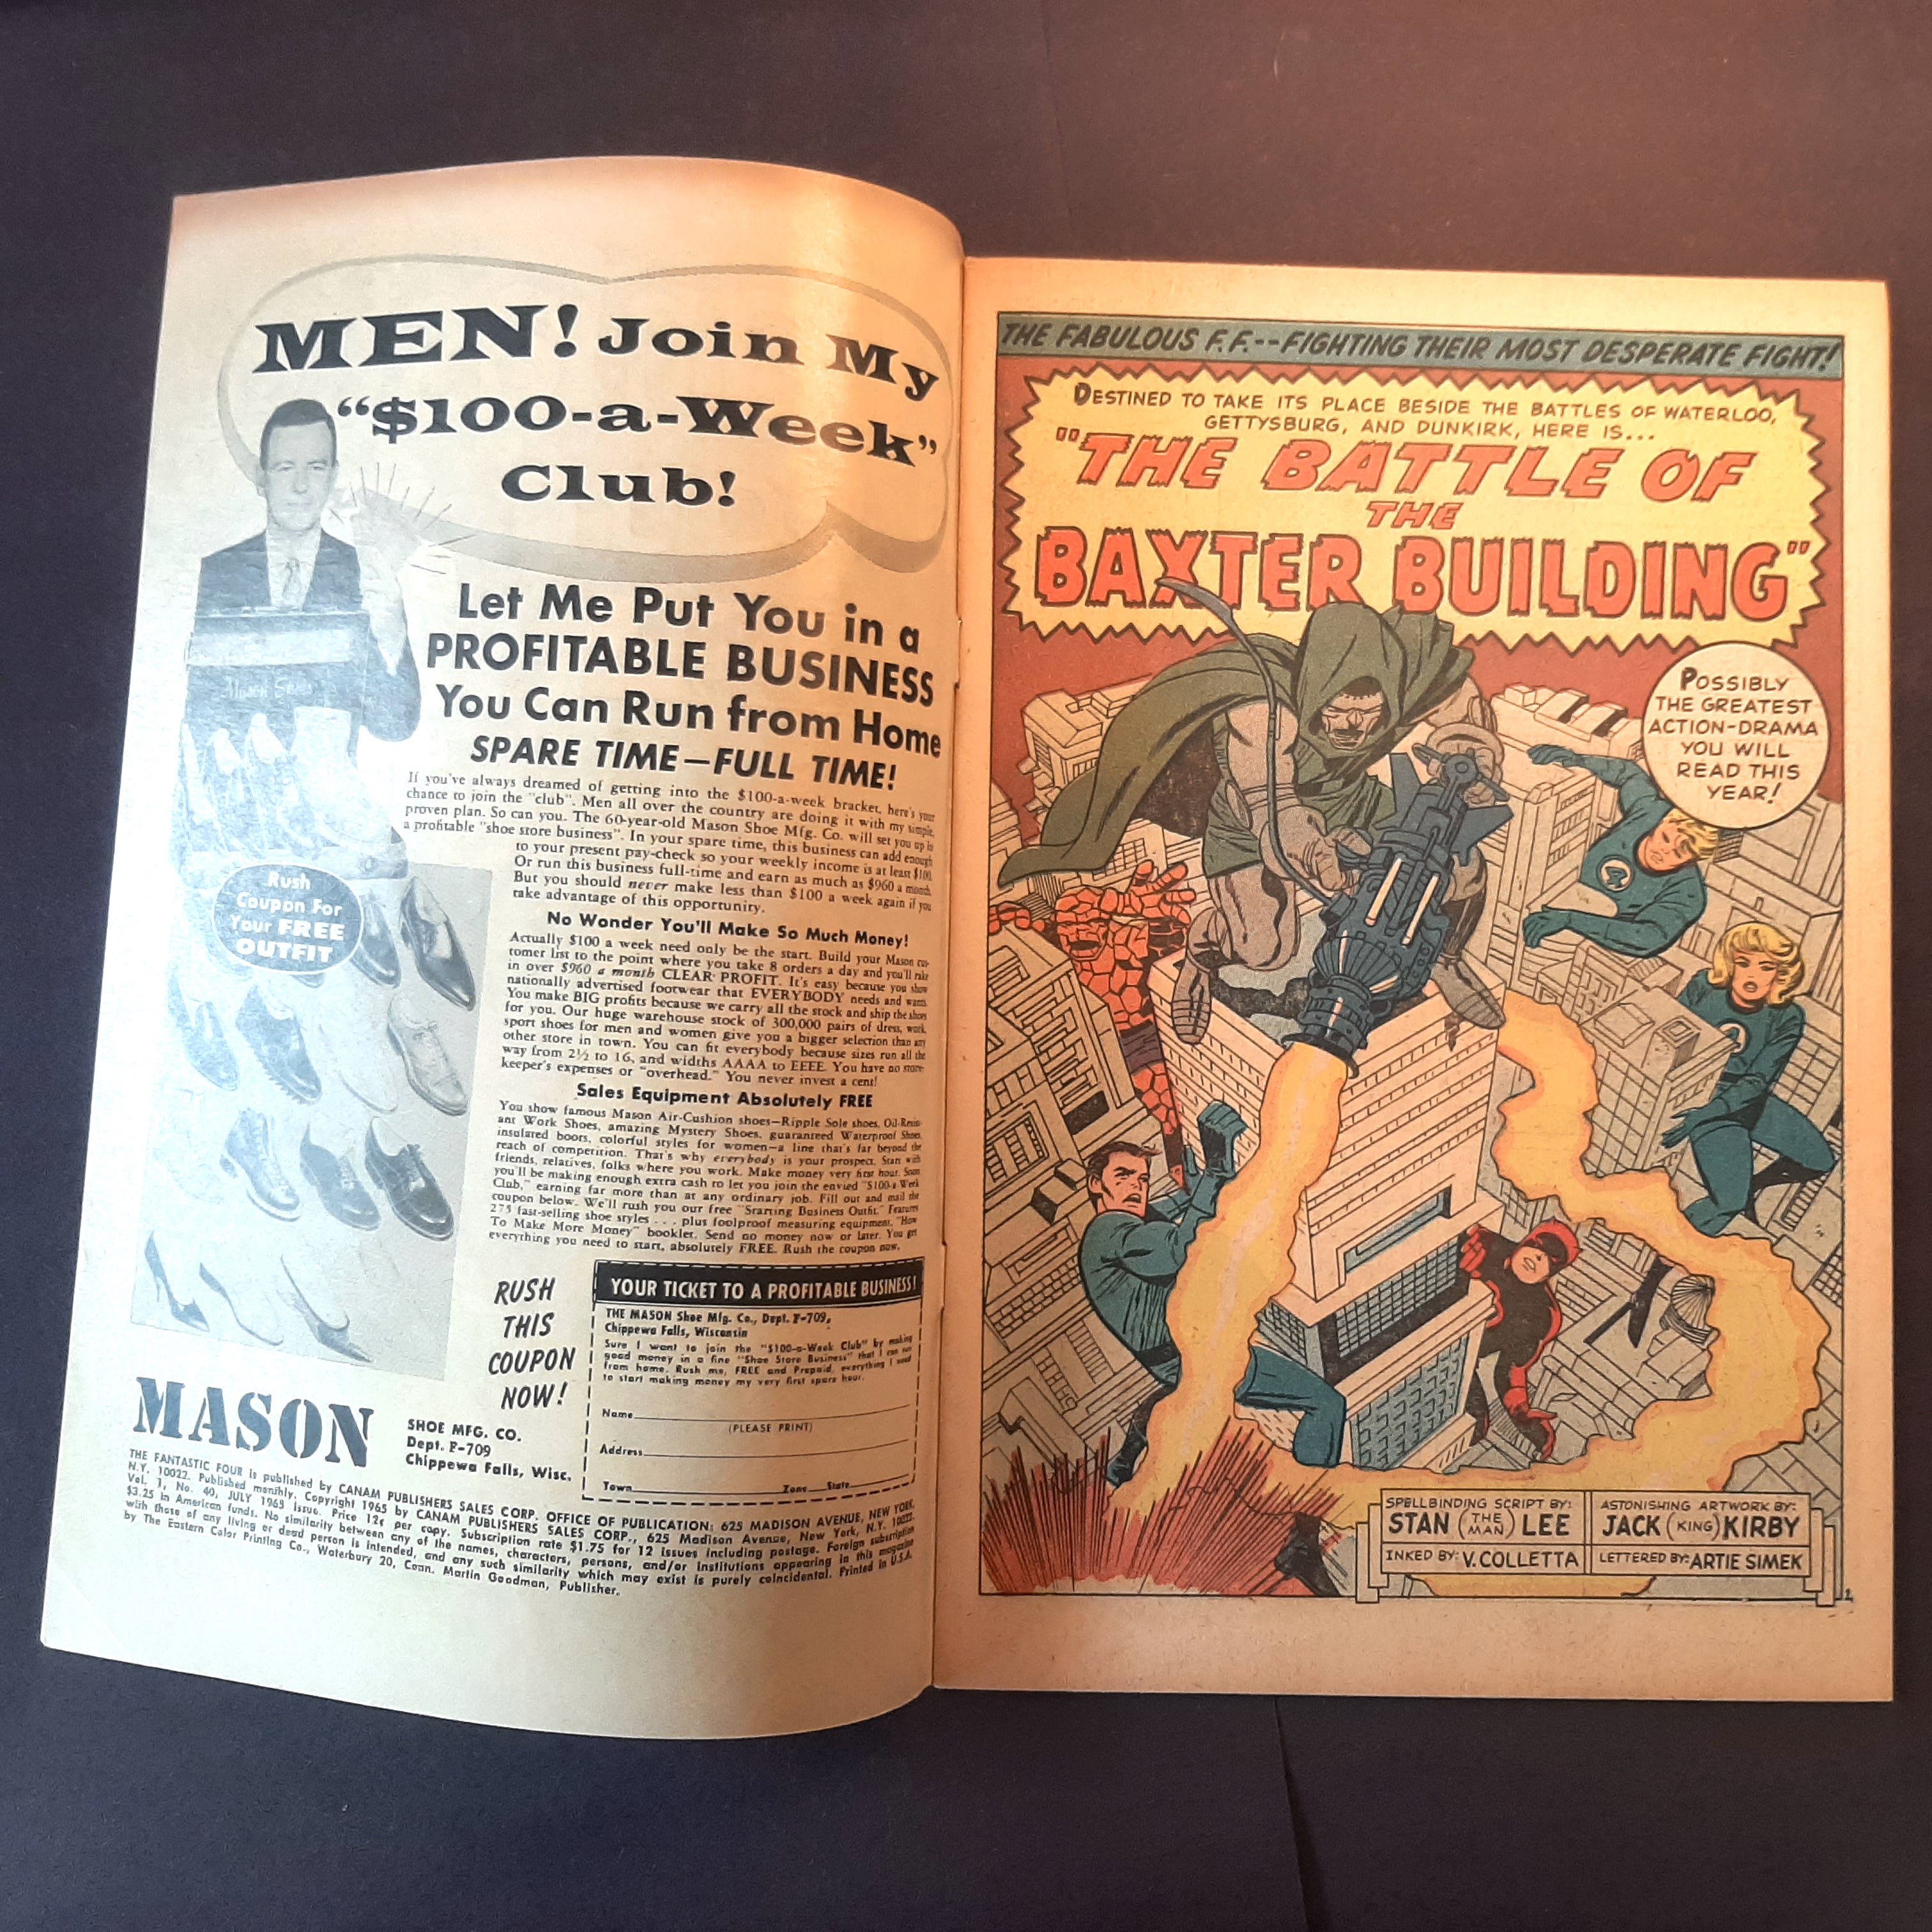 MEN! Join My
“$100-a-Week”
Club!
Let Me Put You in a
PROFITABLE BUSINESS
You Can Run from Home
SPARE TIME—FULL TIME!
If you've always dreamed of getting into the $100-a-week bracket, here's your
chance to join the "club". Men all over the country are doing it with my simple,
proven plan. So can you. The 60-year-old Mason Shoe Mfg. Co. will set you up in
a profitable "shoe store business". In your spare time, this business can add enough
to your present pay-check so your weekly income is at least $100.
Or run this business full-time and earn as much as $960 a month.
But you should never make less than $100 a week again if you
take advantage of this opportunity.
No Wonder You'll Make So Much Money!
Actually $100 a week need only be the start. Build your Mason cus-
tomer list to the point where you take 8 orders a day and you'll rake
in over $960 a month CLEAR PROFIT. It's easy because you show
nationally advertised footwear that EVERYBODY needs and wants.
You make BIG profits because we carry all the stock and ship the shoes
for you. Our huge warehouse stock of 300,000 pairs of dress, work,
sport shoes for men and women give you a bigger selection than any
other store in town. You can fit everybody because sizes run all the
way from 2½ to 16, and widths AAAA to EEEE. You have no store-
keeper's expenses or "overhead." You never invest a cent!
Sales Equipment Absolutely FREE
You show famous Mason Air-Cushion shoes—Ripple Sole shoes, Oil-Resis-
ant Work Shoes, amazing Mystery Shoes, guaranteed Waterproof Shoes,
insulated boots, colorful styles for women—a line that's far beyond the
reach of competition. That's why everybody is your prospect. Start with
friends, relatives, folks where you work. Make money very first hour. Soon
you'll be making enough extra cash to let you join the envied "$100-a Week
Club," earning far more than at any ordinary job. Fill out and mail the
coupon below. We'll rush you our free "Starting Business Outfit." Features
275 fast-selling shoe styles . . . plus foolproof measuring equipment, "How
To Make More Money" booklet. Send no money now or later. You get
everything you need to start, absolutely FREE. Rush the coupon now.
Mason Shoes
Rush
Coupon For
Your FREE
OUTFIT
RUSH
THIS
COUPON
NOW!
YOUR TICKET TO A PROFITABLE BUSINESS!
THE MASON Shoe Mfg. Co., Dept. F-709,
Chippewa Falls, Wisconsin
Sure I want to join the "$100-a-Week Club" by making
good money in a fine "Shoe Store Business" that I can run
from home. Rush me, FREE and Prepaid, everything I need
to start making money my very first spare hour.
Name
(PLEASE PRINT)
Address
Town Zone State
MASON
SHOE MFG. CO.
Dept. F-709
Chippewa Falls, Wisc.
THE FANTASTIC FOUR is published by CANAM PUBLISHERS SALES CORP. OFFICE OF PUBLICATION: 625 MADISON AVENUE, NEW YORK,
N.Y. 10022. Published monthly. Copyright 1965 by CANAM PUBLISHERS SALES CORP., 625 Madison Avenue, New York, N.Y. 10022.
Vol. 1, No. 40, JULY 1965 issue. Price 12¢ per copy. Subscription rate $1.75 for 12 issues including postage. Foreign subscription
$3.25 in American funds. No similarity between any of the names, characters, persons, and/or institutions appearing in this magazine
with those of any living or dead person is intended, and any such similarity which may exist is purely coincidental. Printed in U.S.A.
by The Eastern Color Printing Co., Waterbury 20, Conn. Martin Goodman, Publisher.
THE FABULOUS F.F.--FIGHTING THEIR MOST DESPERATE FIGHT!
DESTINED TO TAKE ITS PLACE BESIDE THE BATTLES OF WATERLOO,
GETTYSBURG, AND DUNKIRK, HERE IS...
"THE BATTLE OF
THE
BAXTER BUILDING"
POSSIBLY
THE GREATEST
ACTION-DRAMA
YOU WILL
READ THIS
YEAR!
4
SPELLBINDING SCRIPT BY:
STAN (THE MAN) LEE
ASTONISHING ARTWORK BY:
JACK (KING) KIRBY
INKED BY: V. COLLETTA
LETTERED BY: ARTIE SIMEK